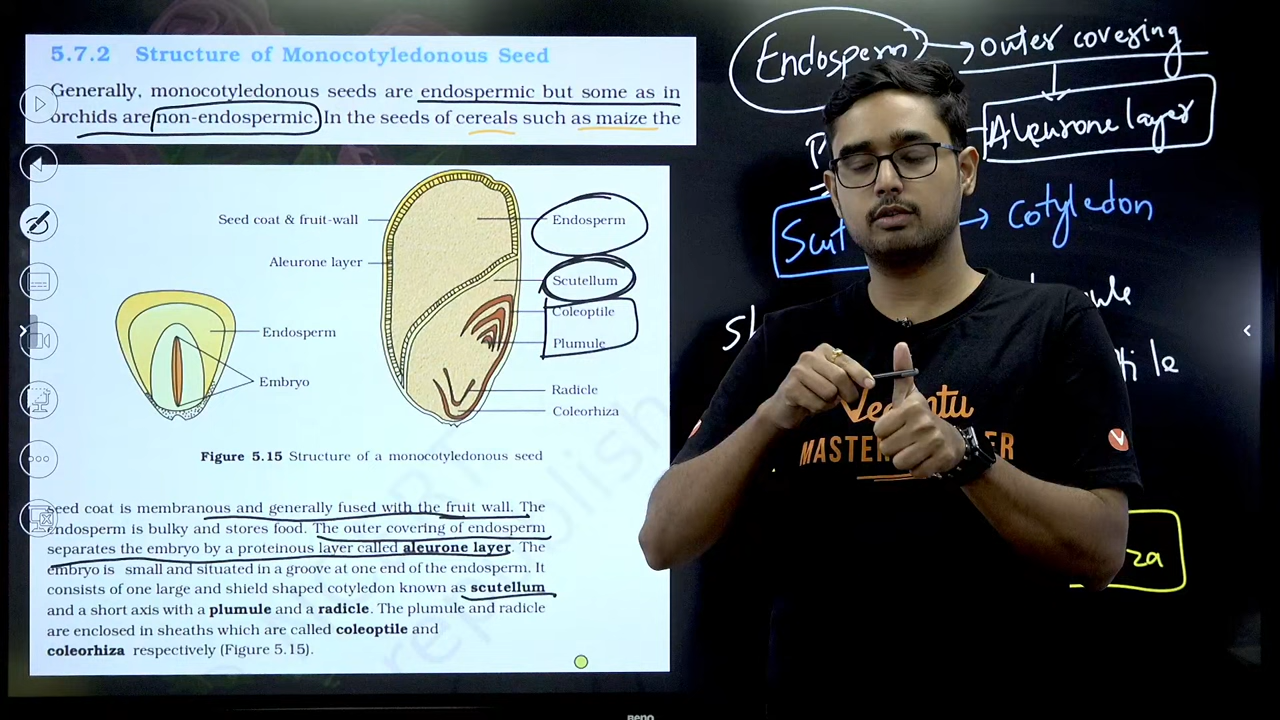 5.7.2 Structure of Monocotyledonous Seed
Generally, monocotyledonous seeds are endospermic but some as in
orchids are non-endospermic. In the seeds of cereals such as maize the
Seed coat & fruit-wall
Aleurone layer
Endosperm
Scutellum
Coleoptile
Plumule
Radicle
Coleorhiza
Endosperm
Embryo
Figure 5.15 Structure of a monocotyledonous seed
seed coat is membranous and generally fused with the fruit wall. The
endosperm is bulky and stores food. The outer covering of endosperm
separates the embryo by a proteinous layer called aleurone layer. The
embryo is small and situated in a groove at one end of the endosperm. It
consists of one large and shield shaped cotyledon known as scutellum
and a short axis with a plumule and a radicle. The plumule and radicle
are enclosed in sheaths which are called coleoptile and
coleorhiza respectively (Figure 5.15).
Endosperm → outer covering
Aleurone layer
Scut → cotyledon
MASTER
BenQ